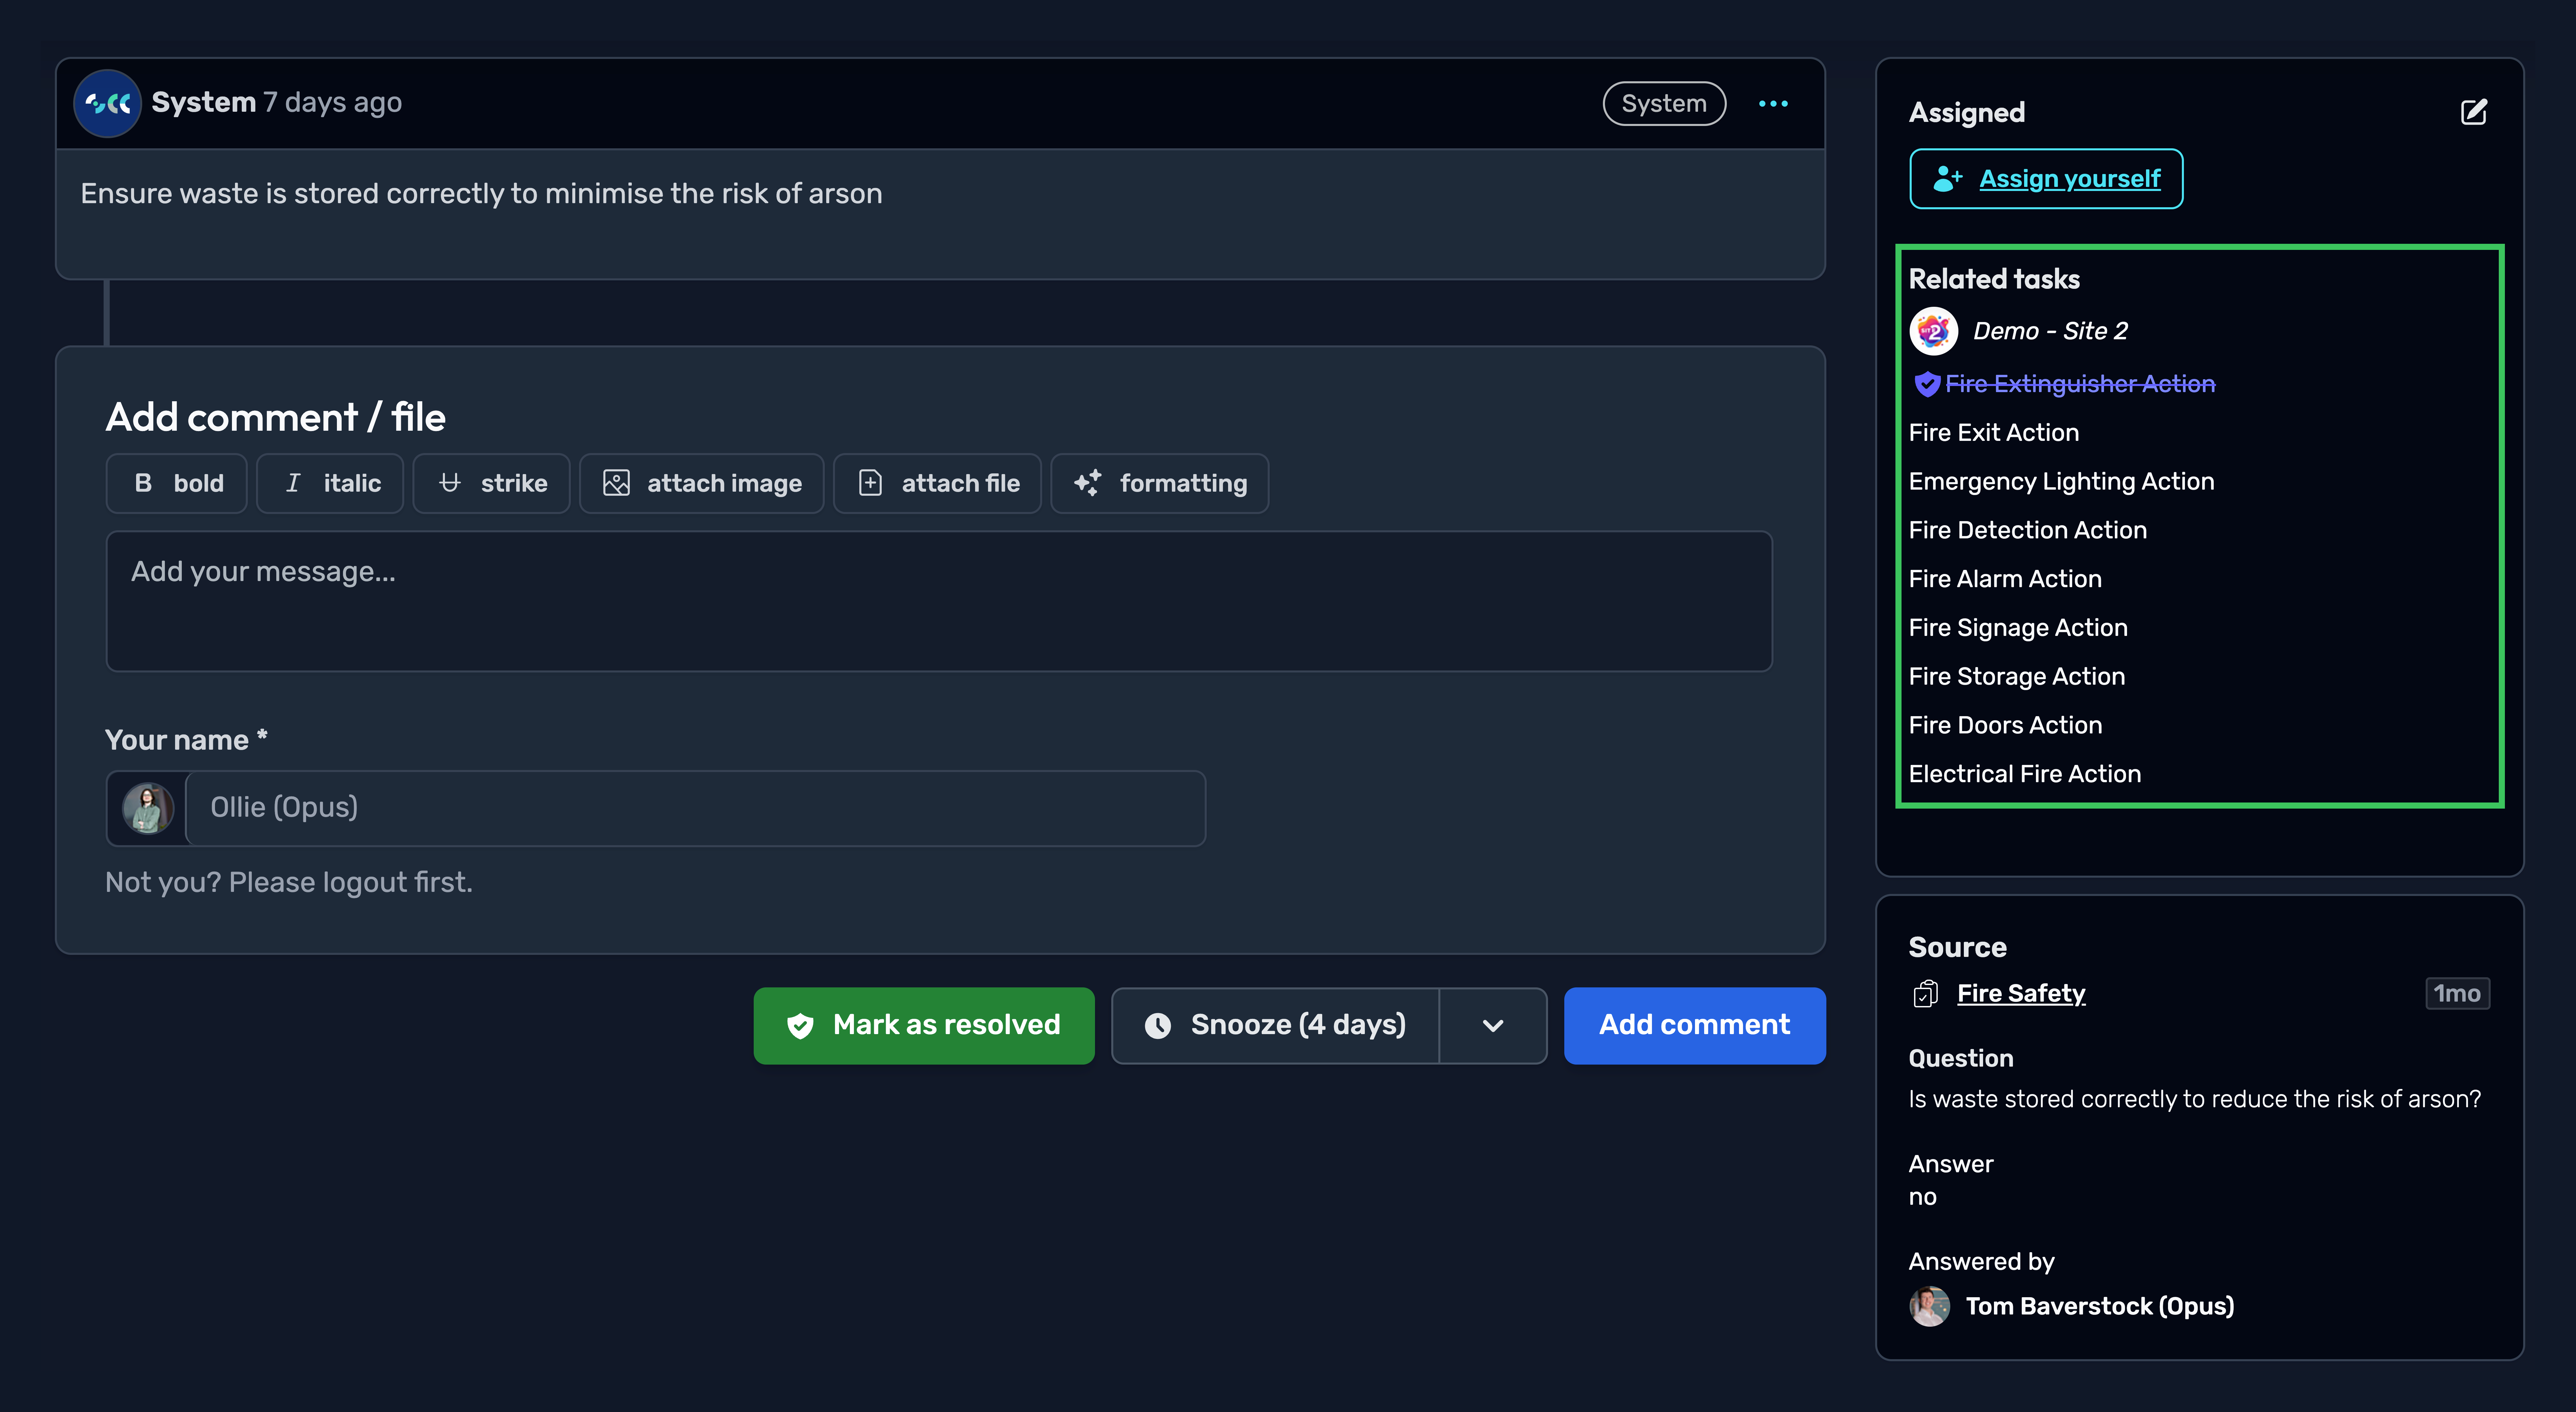 System 7 days ago
System
Ensure waste is stored correctly to minimise the risk of arson
Add comment / file
B bold
I italic
strike
attach image
attach file
formatting
Add your message...
Your name *
Ollie (Opus)
Not you? Please logout first.
Mark as resolved
Snooze (4 days)
Add comment
Assigned
Assign yourself
Related tasks
Demo - Site 2
Fire Extinguisher Action
Fire Exit Action
Emergency Lighting Action
Fire Detection Action
Fire Alarm Action
Fire Signage Action
Fire Storage Action
Fire Doors Action
Electrical Fire Action
Source
Fire Safety
1mo
Question
Is waste stored correctly to reduce the risk of arson?
Answer
no
Answered by
Tom Baverstock (Opus)